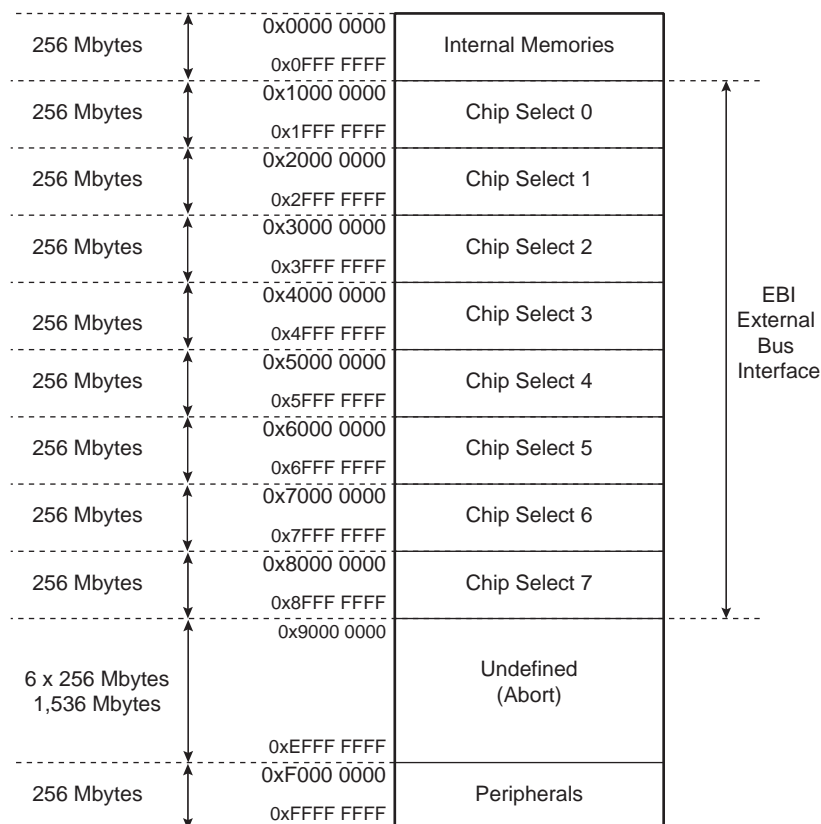 256 Mbytes
0x0000 0000
0x0FFF FFFF
Internal Memories
256 Mbytes
0x1000 0000
0x1FFF FFFF
Chip Select 0
256 Mbytes
0x2000 0000
0x2FFF FFFF
Chip Select 1
256 Mbytes
0x3000 0000
0x3FFF FFFF
Chip Select 2
256 Mbytes
0x4000 0000
0x4FFF FFFF
Chip Select 3
256 Mbytes
0x5000 0000
0x5FFF FFFF
Chip Select 4
256 Mbytes
0x6000 0000
0x6FFF FFFF
Chip Select 5
256 Mbytes
0x7000 0000
0x7FFF FFFF
Chip Select 6
256 Mbytes
0x8000 0000
0x8FFF FFFF
Chip Select 7
EBI
External
Bus
Interface
6 x 256 Mbytes
1,536 Mbytes
0x9000 0000
0xEFFF FFFF
Undefined
(Abort)
256 Mbytes
0xF000 0000
0xFFFF FFFF
Peripherals